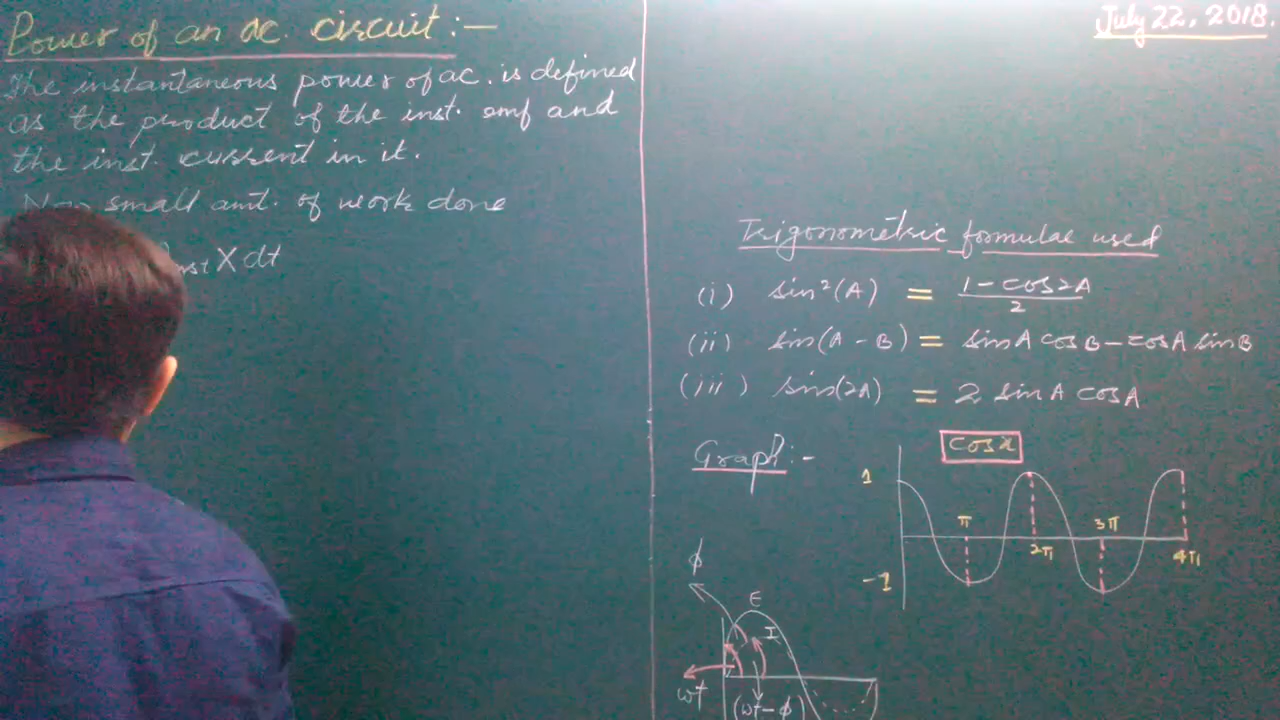 Power of an ac. circuit:-
The instantaneous power of ac. is defined
as the product of the inst. emf and
the inst. current in it.
Now small amt. of work done
inst X dt
July 22, 2018.
Trigonometric formulae used
(i) sin²(A) = 1-cos2A / 2
(ii) sin(A-B) = sinA cosB-cosA sinB
(iii) sin(2A) = 2 sinA cosA
Graph:-
cosx
1
-1
π
2π
3π
4π
ϕ
E
I
ωt
(ωt-ϕ)